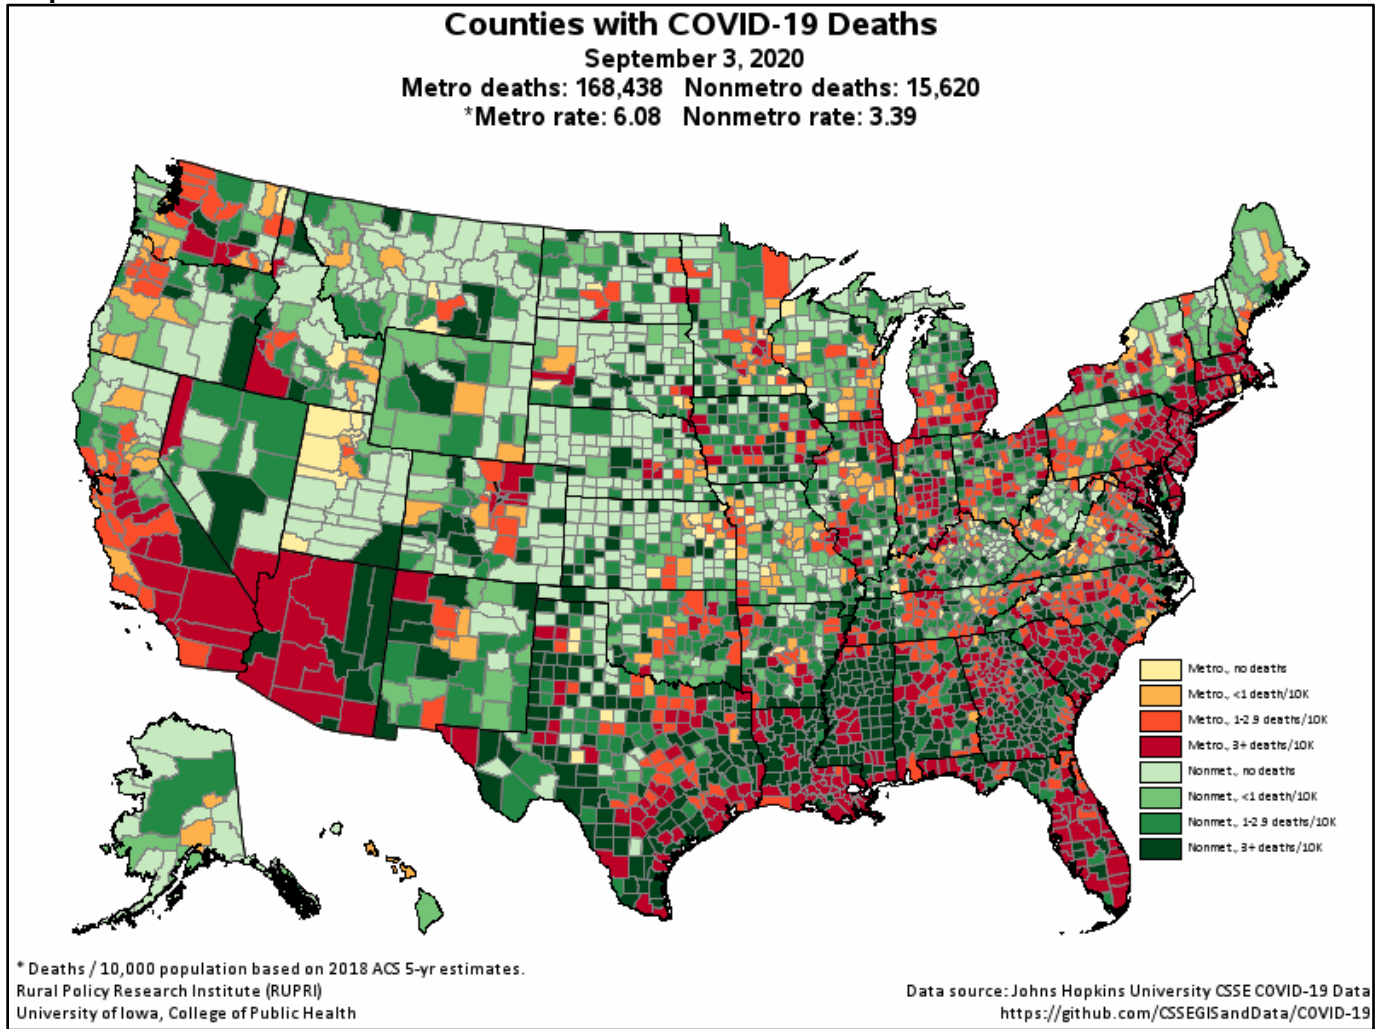 Counties with COVID-19 Deaths
September 3, 2020
Metro deaths: 168,438 Nonmetro deaths: 15,620
*Metro rate: 6.08 Nonmetro rate: 3.39
Metro., no deaths
Metro., <1 death/10K
Metro., 1-2.9 deaths/10K
Metro., 3+ deaths/10K
Nonmet., no deaths
Nonmet., <1 death/10K
Nonmet., 1-2.9 deaths/10K
Nonmet., 3+ deaths/10K
* Deaths / 10,000 population based on 2018 ACS 5-yr estimates.
Rural Policy Research Institute (RUPRI)
University of Iowa, College of Public Health
Data source: Johns Hopkins University CSSE COVID-19 Data
https://github.com/CSSEGISandData/COVID-19